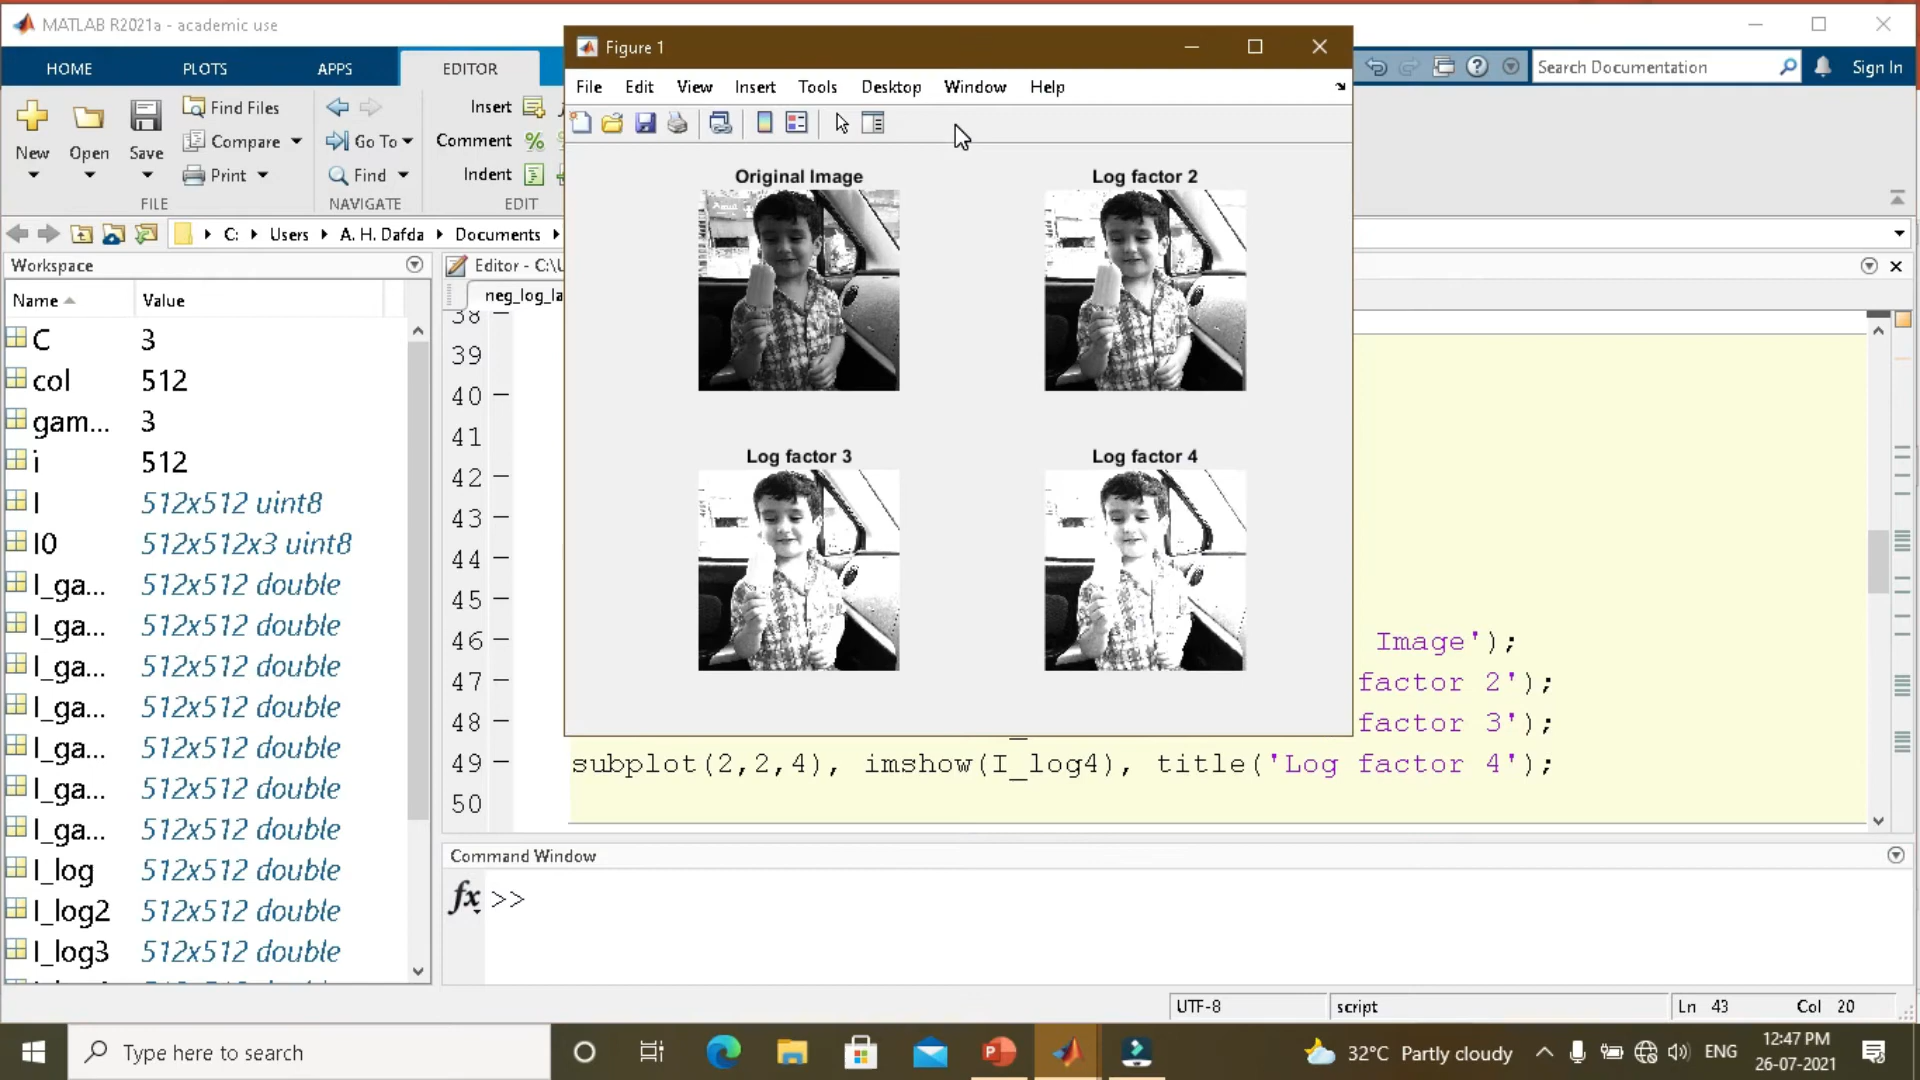 MATLAB R2021a - academic use
HOME
PLOTS
APPS
EDITOR
Search Documentation
Sign In
New
Open
Save
Find Files
Compare
Print
Go To
Find
Insert
Comment
Indent
FILE
NAVIGATE
EDIT
C:
Users
A. H. Dafda
Documents
Workspace
Name
Value
C 3
col 512
gam... 3
i 512
I 512x512 uint8
I0 512x512x3 uint8
I_ga... 512x512 double
I_ga... 512x512 double
I_ga... 512x512 double
I_ga... 512x512 double
I_ga... 512x512 double
I_ga... 512x512 double
I_ga... 512x512 double
I_log 512x512 double
I_log2 512x512 double
I_log3 512x512 double
Figure 1
File Edit View Insert Tools Desktop Window Help
Original Image
Log factor 2
Log factor 3
Log factor 4
Editor - C:\U
neg_log_la
38
39
40
41
42
43
44
45
46 Image');
47 factor 2');
48 factor 3');
49 subplot(2,2,4), imshow(I_log4), title('Log factor 4');
50
Command Window
fx >>
UTF-8
script
Ln 43
Col 20
Type here to search
32°C Partly cloudy
ENG
12:47 PM
26-07-2021